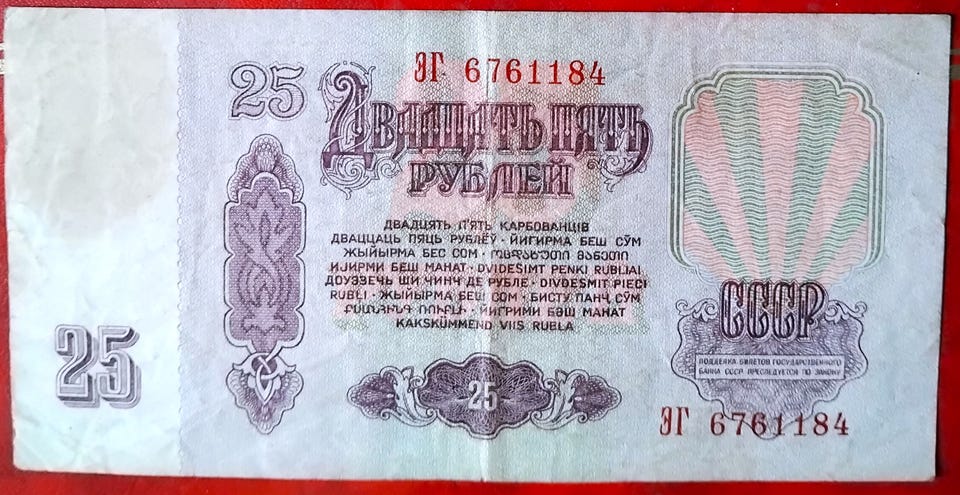 25
ЭГ 6761184
Двадцать пять
рублей
ДВАДЦЯТЬ П'ЯТЬ КАРБОВАНЦІВ
ДВАЦЦАЦЬ ПЯЦЬ РУБЛЁЎ · ЙИГИРМА БЕШ СЎМ
ЖЫЙЫРМА БЕС СОМ · ᲝᲪᲓᲐᲮᲣᲗᲘ ᲛᲐᲜᲔᲗᲘ
ИЈИРМИ БЕШ МАНАТ · DVIDEŠIMT PENKI RUBLIAI
ДОУЭЗЕЧЬ ШИ ЧИНЧ ДЕ РУБЛЕ · DIVDESMIT PIECI
RUBĻI · ЖЫЙЫРМА БЕШ СОМ · БИСТУ ПАНҶ СЎМ
ՔՍԱՆՀԻՆԳ ՌՈՒԲԼԻ · ЙИГРИМИ БӘШ МАНАТ
KAKSKÜMMEND VIIS RUBLA
СССР
ПОДДЕЛКА БИЛЕТОВ ГОСУДАРСТВЕННОГО
БАНКА СССР ПРЕСЛЕДУЕТСЯ ПО ЗАКОНУ
25
25
ЭГ 6761184